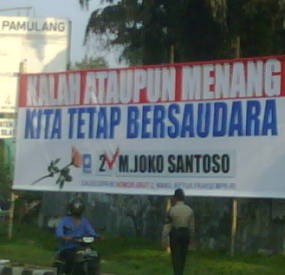 PAMULANG
KALAH ATAUPUN MENANG
KITA TETAP BERSAUDARA
2 M.JOKO SANTOSO